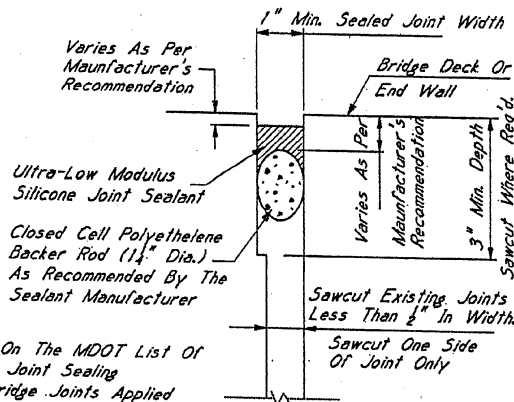 1" Min. Sealed Joint Width
Varies As Per
Maunfacturer's
Recommendation
Bridge Deck Or
End Wall
Varies As Per
Maunfacturer's
Recommendation
3" Min. Depth
Sawcut Where Req'd.
Ultra-Low Modulus
Silicone Joint Sealant
Closed Cell Polyethelene
Backer Rod (1¼" Dia.)
As Recommended By The
Sealant Manufacturer
Sawcut Existing Joints
Less Than ½" In Width.
Sawcut One Side
Of Joint Only
On The MDOT List Of
Joint Sealing
ridge Joints Applied